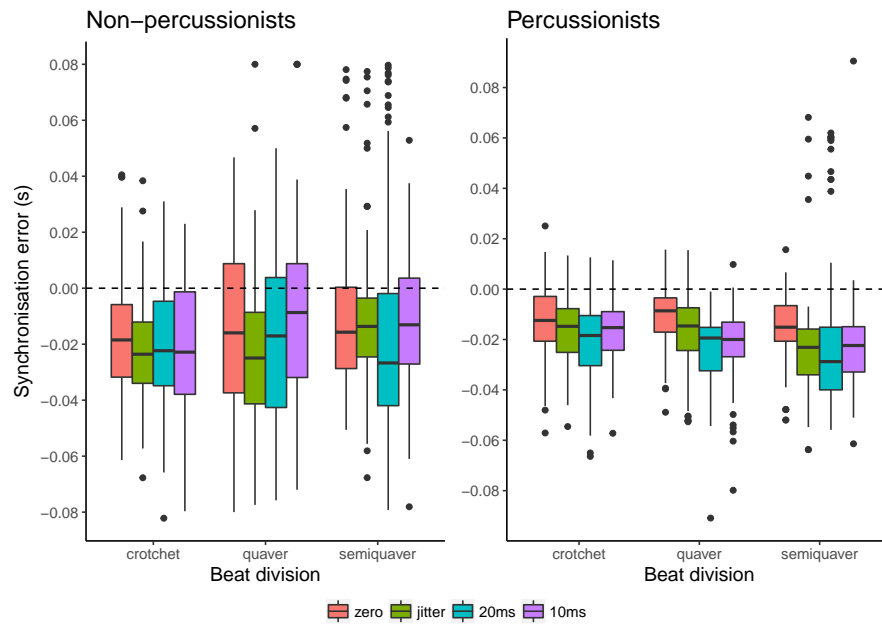 Non−percussionists
Percussionists
Synchronisation error (s)
0.08
0.06
0.04
0.02
0.00
−0.02
−0.04
−0.06
−0.08
crotchet quaver semiquaver
Beat division
0.08
0.06
0.04
0.02
0.00
−0.02
−0.04
−0.06
−0.08
crotchet quaver semiquaver
Beat division
zero jitter 20ms 10ms